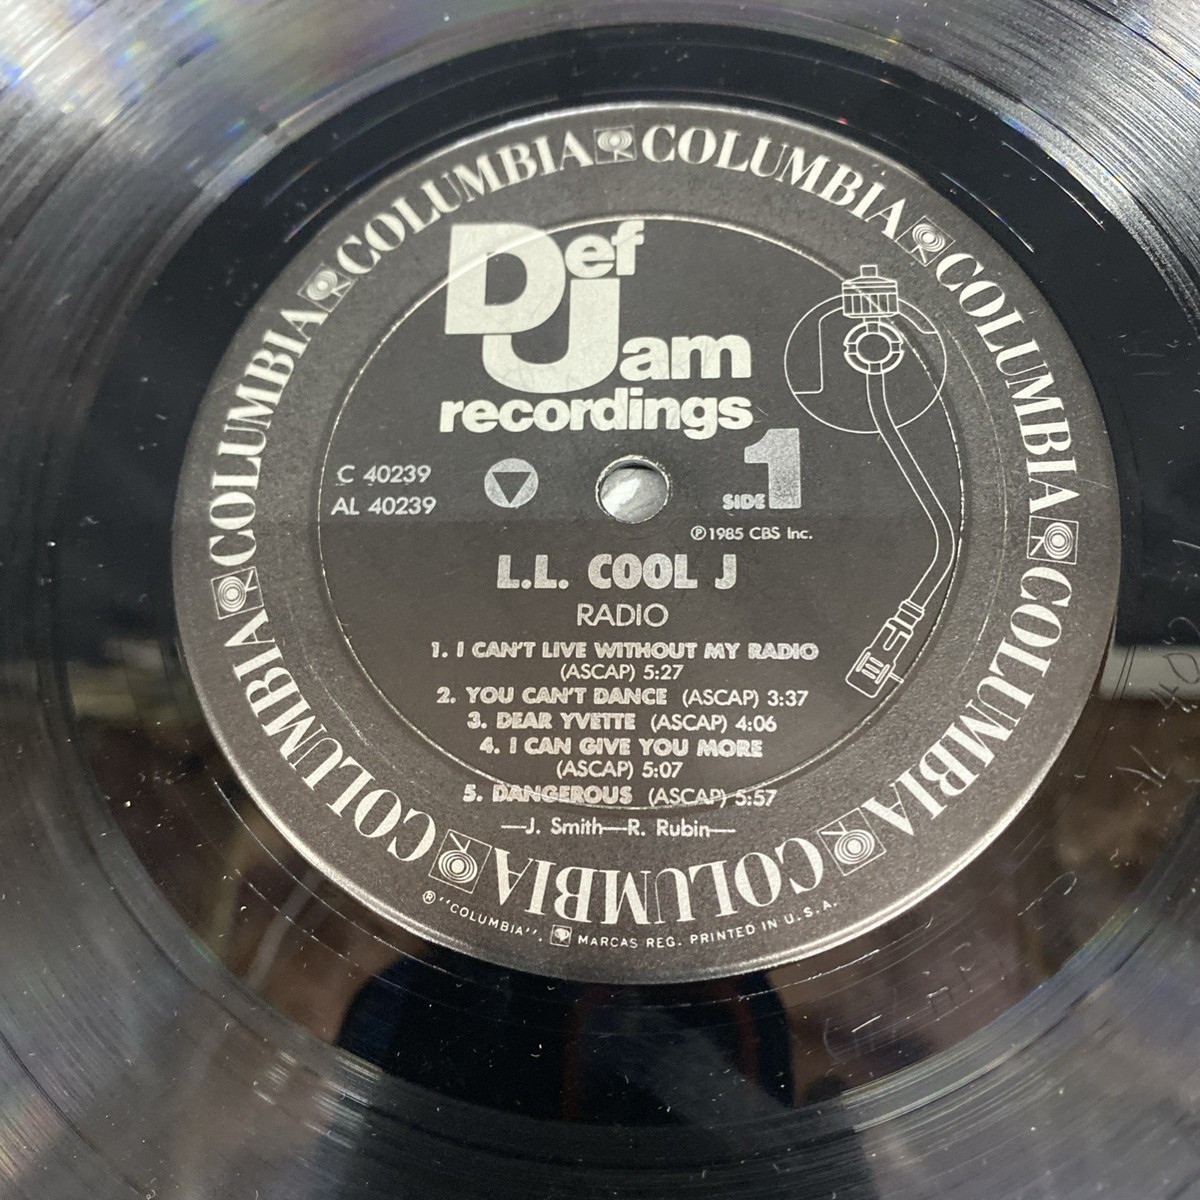 COLUMBIA COLUMBIA COLUMBIA COLUMBIA COLUMBIA COLUMBIA COLUMBIA COLUMBIA
Def
Jam
recordings
C 40239
AL 40239
SIDE 1
℗1985 CBS Inc.
L.L. COOL J
RADIO
1. I CAN'T LIVE WITHOUT MY RADIO
(ASCAP) 5:27
2. YOU CAN'T DANCE (ASCAP) 3:37
3. DEAR YVETTE (ASCAP) 4:06
4. I CAN GIVE YOU MORE
(ASCAP) 5:07
5. DANGEROUS (ASCAP) 5:57
—J. Smith—R. Rubin—
® "COLUMBIA", MARCAS REG. PRINTED IN U.S.A.